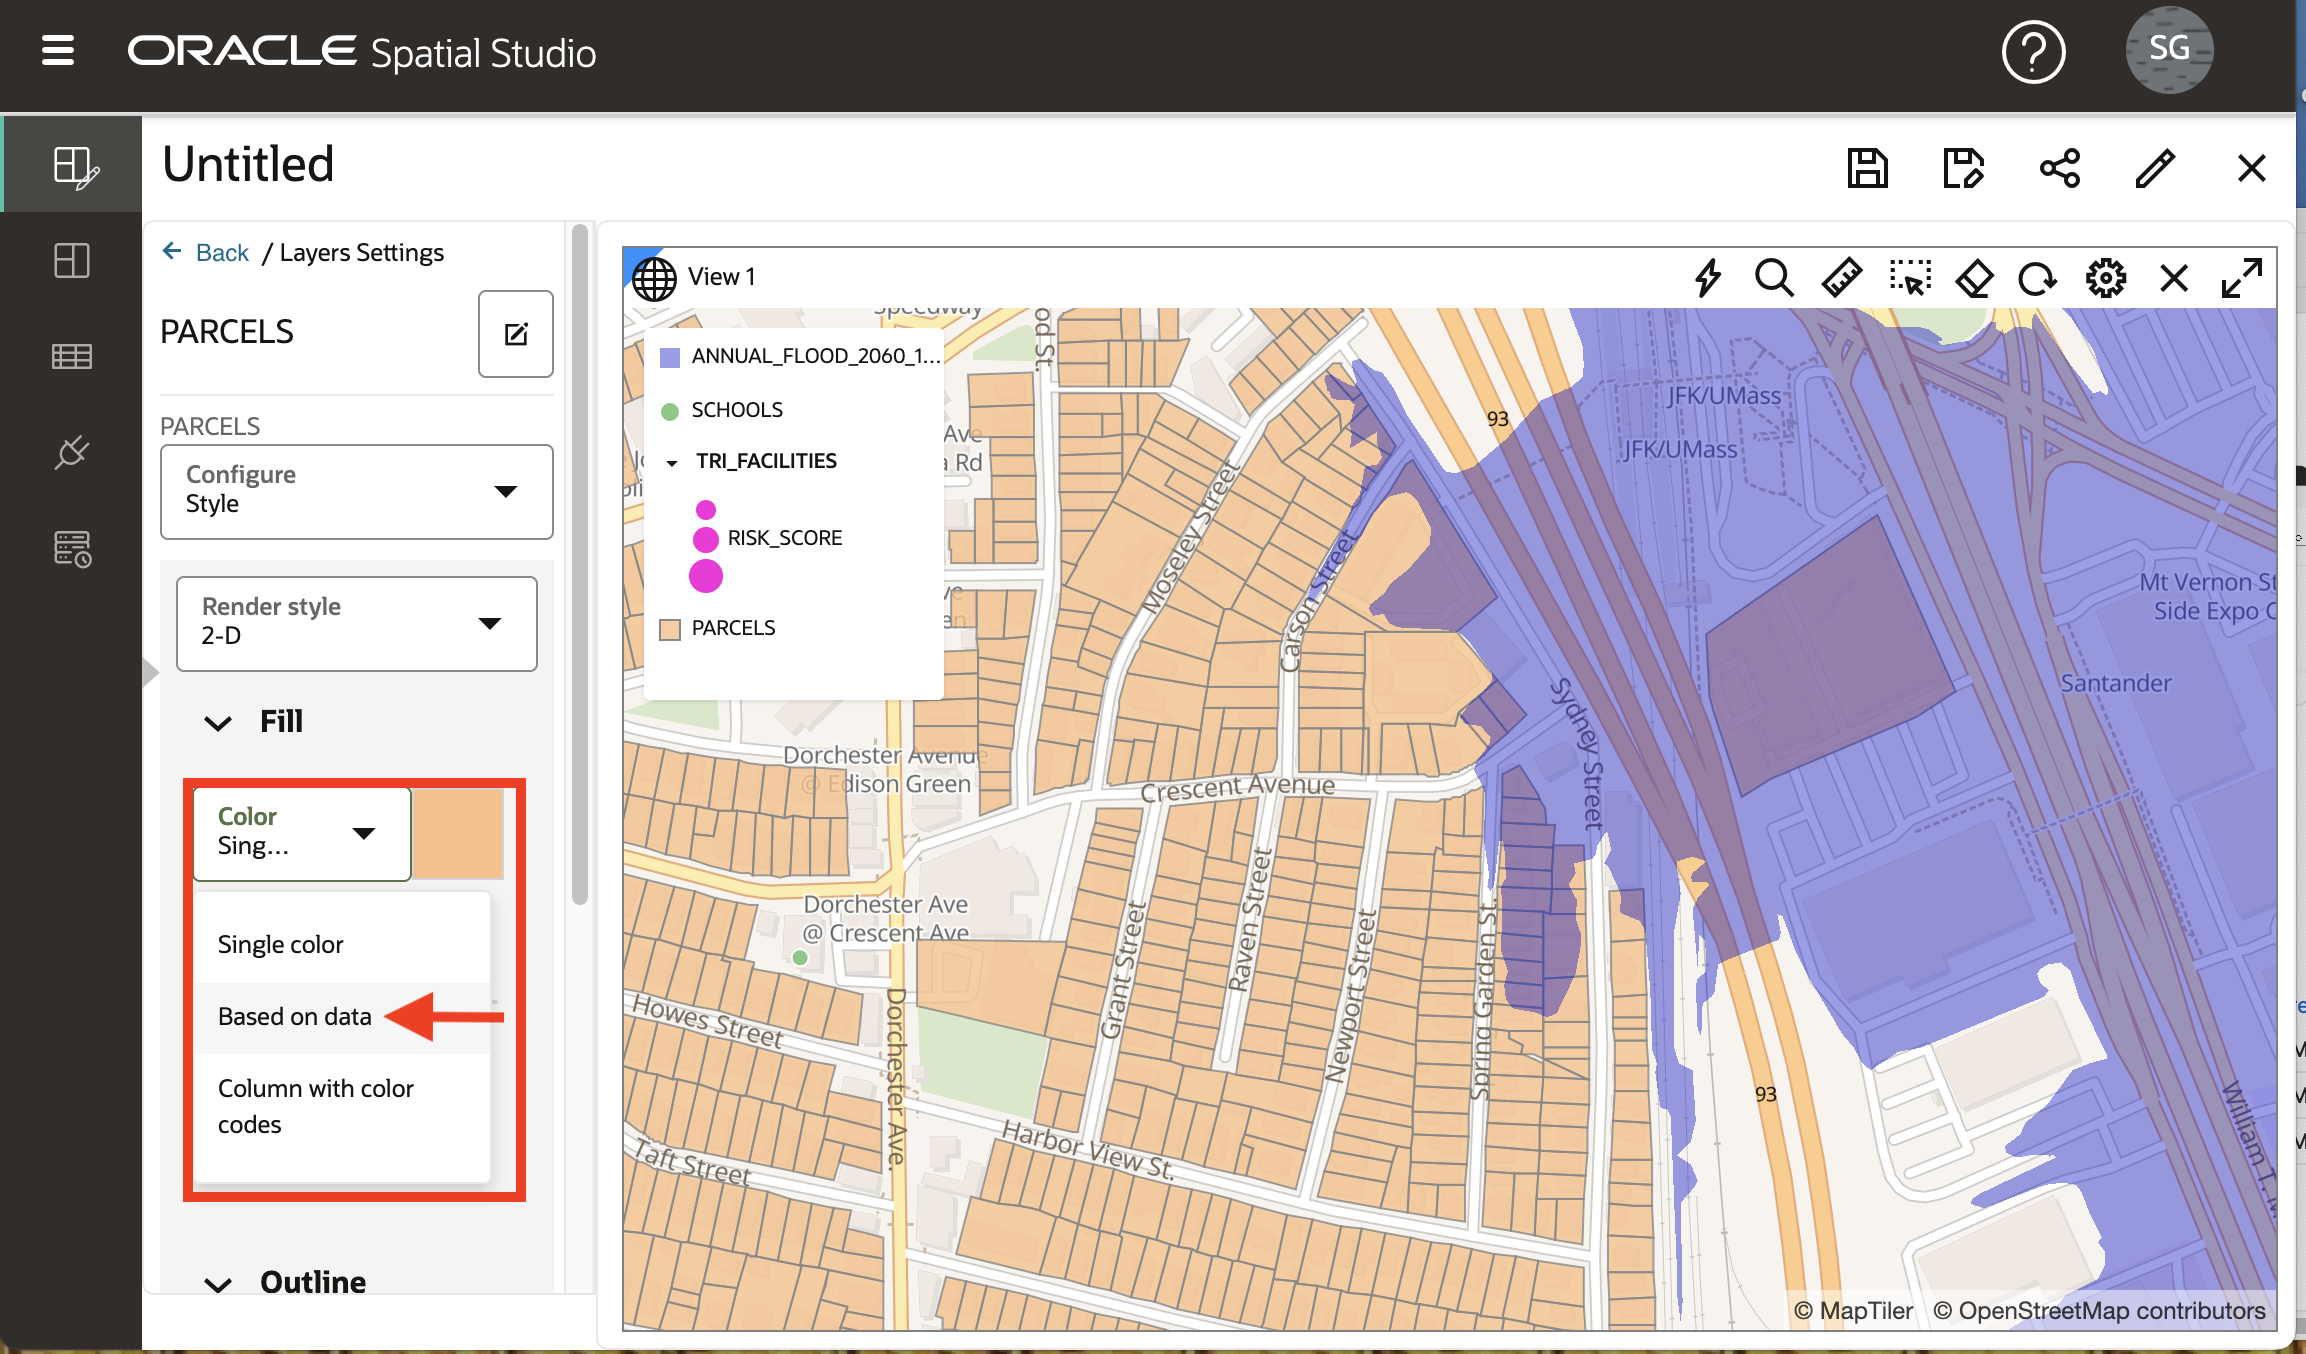 ORACLE Spatial Studio
SG
Untitled
Back / Layers Settings
PARCELS
PARCELS
Configure
Style
Render style
2-D
Fill
Color
Sing...
Single color
Based on data
Column with color
codes
Outline
View 1
ANNUAL_FLOOD_2060_1...
SCHOOLS
TRI_FACILITIES
RISK_SCORE
PARCELS
Speedway
od St.
Ave
a Rd
JFK/UMass
JFK/UMass
93
Moseley Street
Carson Street
Mt Vernon St
Side Expo C
Santander
Sydney Street
Dorchester Avenue
@ Edison Green
Crescent Avenue
Dorchester Ave
@ Crescent Ave
Grant Street
Raven Street
Newport Street
Spring Garden St.
Howes Street
Dorchester Ave.
Harbor View St.
Taft Street
93
William T. M
© MapTiler © OpenStreetMap contributors